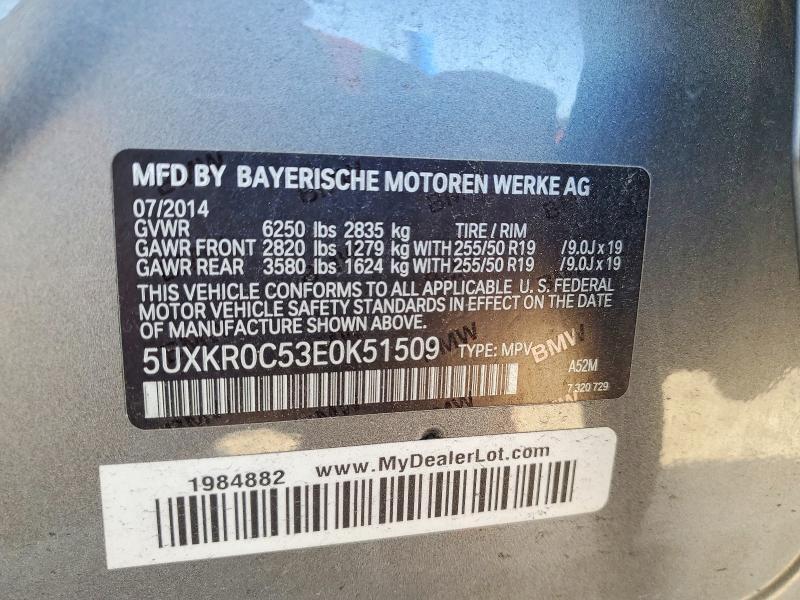 MFD BY BAYERISCHE MOTOREN WERKE AG
07/2014
GVWR 6250 lbs 2835 kg TIRE / RIM
GAWR FRONT 2820 lbs 1279 kg WITH 255/50 R19 /9.0J x 19
GAWR REAR 3580 lbs 1624 kg WITH 255/50 R19 /9.0J x 19
THIS VEHICLE CONFORMS TO ALL APPLICABLE U. S. FEDERAL
MOTOR VEHICLE SAFETY STANDARDS IN EFFECT ON THE DATE
OF MANUFACTURE SHOWN ABOVE.
5UXKR0C53E0K51509 TYPE: MPV
BMW
A52M
7 320 729
1984882 www.MyDealerLot.com